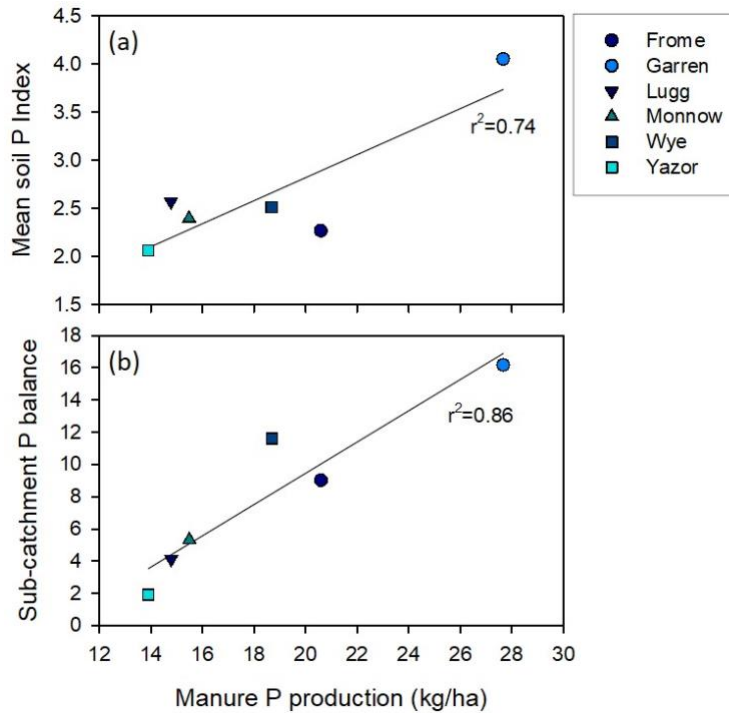 (a)
Mean soil P Index
4.5
4.0
3.5
3.0
2.5
2.0
1.5
r²=0.74
Frome
Garren
Lugg
Monnow
Wye
Yazor
(b)
Sub-catchment P balance
18
16
14
12
10
8
6
4
2
0
r²=0.86
12 14 16 18 20 22 24 26 28 30
Manure P production (kg/ha)